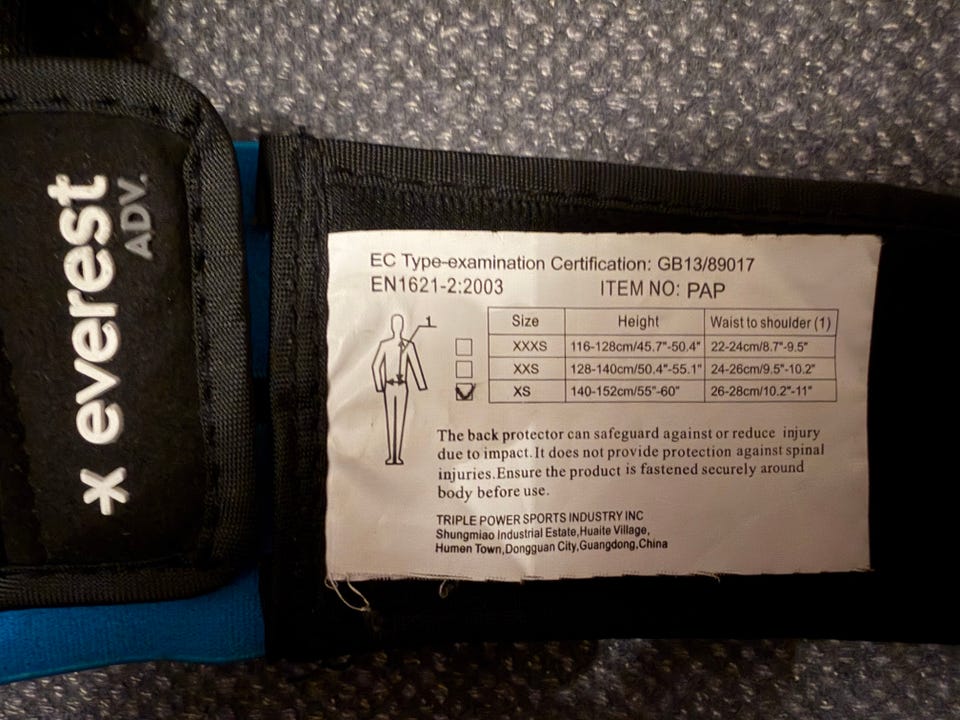 * everest
ADV.
EC Type-examination Certification: GB13/89017
EN1621-2:2003 ITEM NO: PAP
1
Size Height Waist to shoulder (1)
XXXS 116-128cm/45.7"-50.4" 22-24cm/8.7"-9.5"
XXS 128-140cm/50.4"-55.1" 24-26cm/9.5"-10.2"
XS 140-152cm/55"-60" 26-28cm/10.2"-11"
The back protector can safeguard against or reduce injury
due to impact.It does not provide protection against spinal
injuries.Ensure the product is fastened securely around
body before use.
TRIPLE POWER SPORTS INDUSTRY INC
Shungmiao Industrial Estate,Huaite Village,
Humen Town,Dongguan City,Guangdong,China